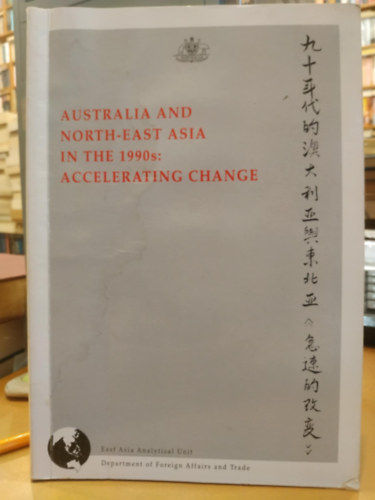 AUSTRALIA AND
NORTH-EAST ASIA
IN THE 1990s:
ACCELERATING CHANGE
九十年代的澳大利亚與東北亚《急速的改变》
East Asia Analytical Unit
Department of Foreign Affairs and Trade